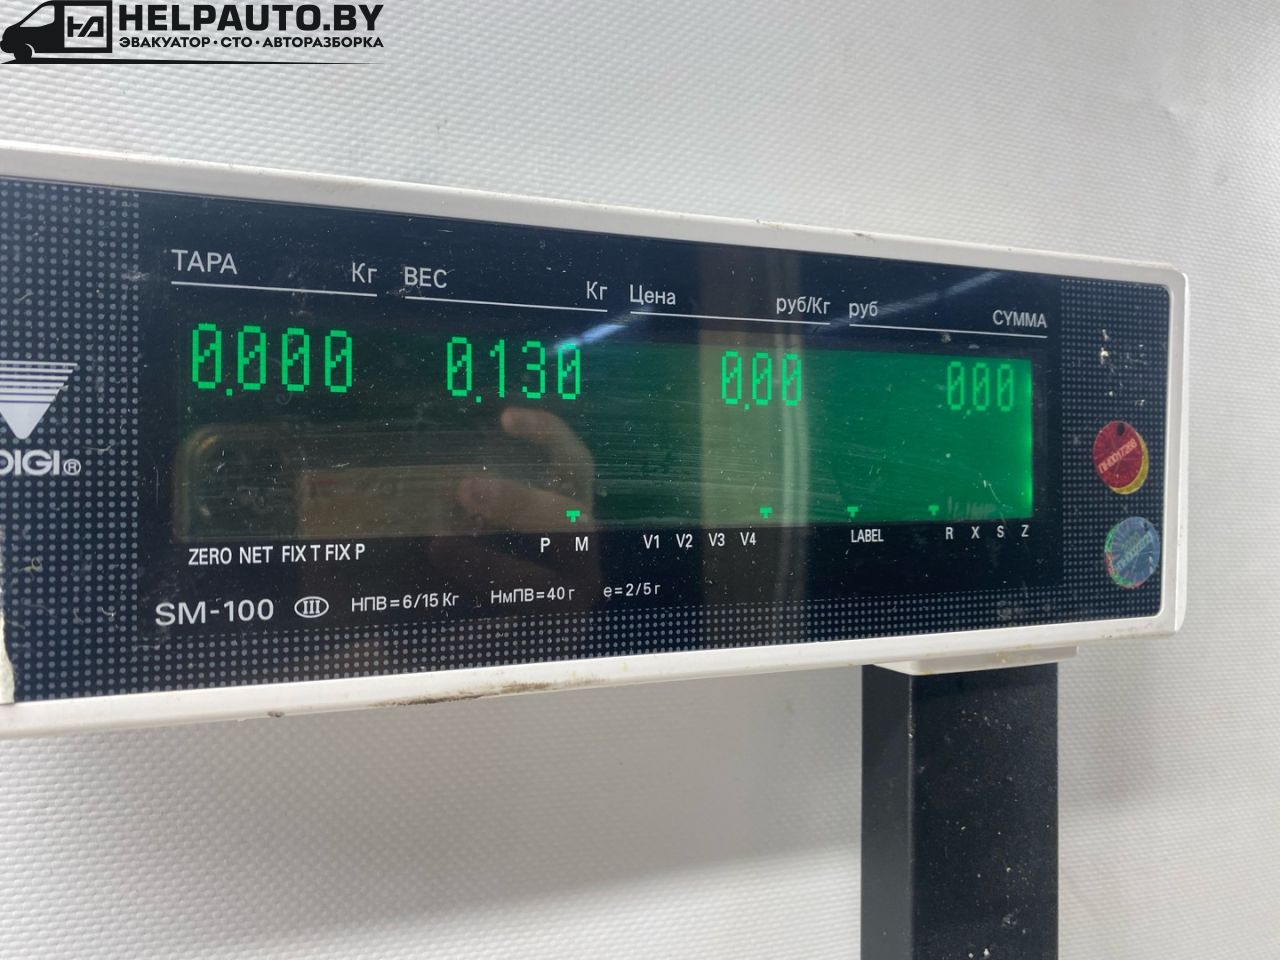 HELPAUTO.BY
ЭВАКУАТОР·СТО·АВТОРАЗБОРКА
ТАРА Кг ВЕС Кг Цена руб/Кг руб СУММА
0.000 0.130 0.00 0.00
DIGI®
ZERO NET FIX T FIX P P M V1 V2 V3 V4 LABEL R X S Z
SM-100 III НПВ=6/15 Кг НмПВ=40 г e=2/5 г